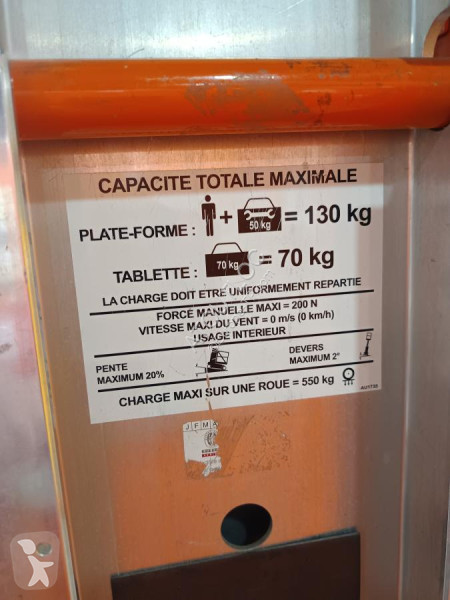 CAPACITE TOTALE MAXIMALE
PLATE-FORME : + 50 kg = 130 kg
TABLETTE : 70 kg = 70 kg
LA CHARGE DOIT ETRE UNIFORMEMENT REPARTIE
FORCE MANUELLE MAXI = 200 N
VITESSE MAXI DU VENT = 0 m/s (0 km/h)
USAGE INTERIEUR
PENTE MAXIMUM 20%
DEVERS MAXIMUM 2°
CHARGE MAXI SUR UNE ROUE = 550 kg
J F M A